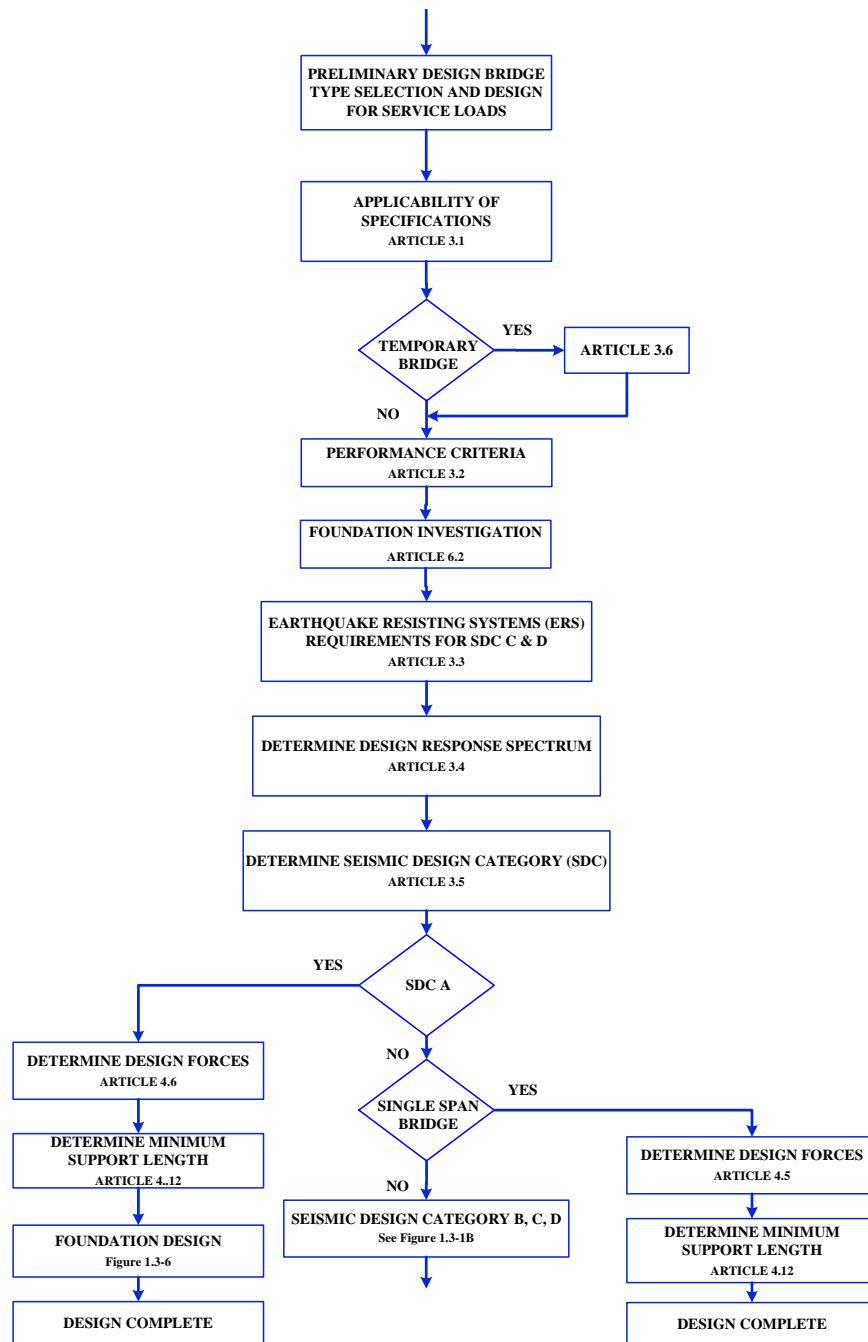 PRELIMINARY DESIGN BRIDGE
TYPE SELECTION AND DESIGN
FOR SERVICE LOADS
APPLICABILITY OF
SPECIFICATIONS
ARTICLE 3.1
TEMPORARY
BRIDGE
YES
ARTICLE 3.6
NO
PERFORMANCE CRITERIA
ARTICLE 3.2
FOUNDATION INVESTIGATION
ARTICLE 6.2
EARTHQUAKE RESISTING SYSTEMS (ERS)
REQUIREMENTS FOR SDC C & D
ARTICLE 3.3
DETERMINE DESIGN RESPONSE SPECTRUM
ARTICLE 3.4
DETERMINE SEISMIC DESIGN CATEGORY (SDC)
ARTICLE 3.5
SDC A
YES
DETERMINE DESIGN FORCES
ARTICLE 4.6
DETERMINE MINIMUM
SUPPORT LENGTH
ARTICLE 4..12
FOUNDATION DESIGN
Figure 1.3-6
DESIGN COMPLETE
NO
SINGLE SPAN
BRIDGE
NO
SEISMIC DESIGN CATEGORY B, C, D
See Figure 1.3-1B
YES
DETERMINE DESIGN FORCES
ARTICLE 4.5
DETERMINE MINIMUM
SUPPORT LENGTH
ARTICLE 4.12
DESIGN COMPLETE